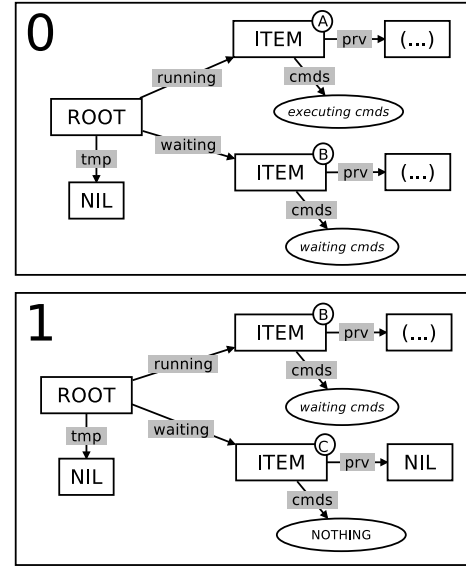 0
ITEM
A
prv
(...)
running
cmds
executing cmds
ROOT
waiting
tmp
NIL
ITEM
B
prv
(...)
cmds
waiting cmds
1
ITEM
B
prv
(...)
running
cmds
waiting cmds
ROOT
waiting
tmp
NIL
ITEM
C
prv
NIL
cmds
NOTHING